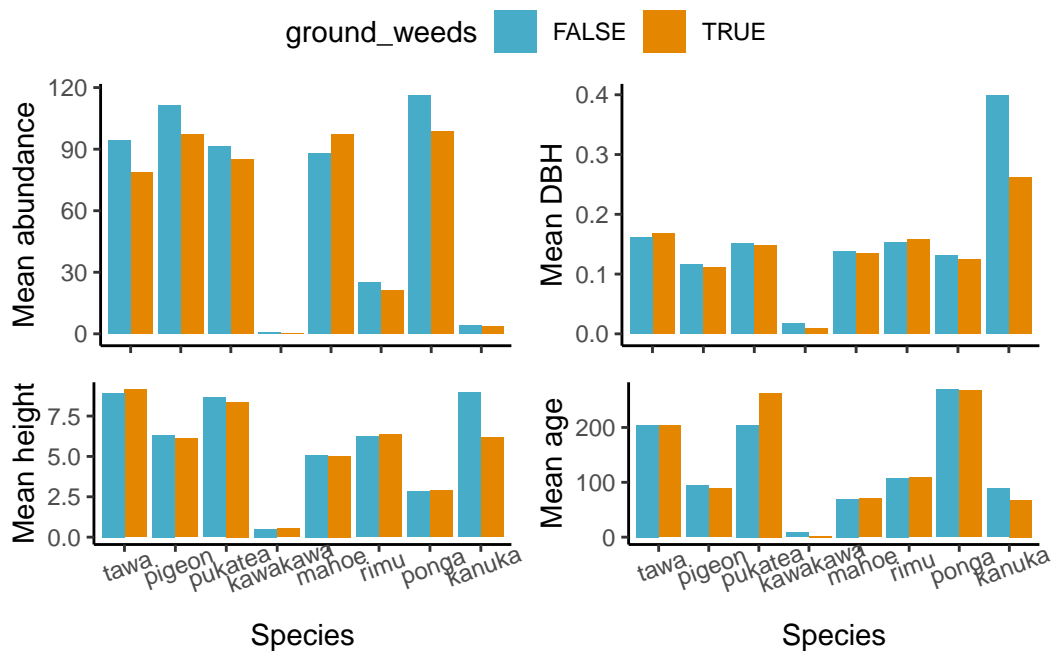 ground_weeds FALSE TRUE
Mean abundance
120
90
60
30
0
Mean DBH
0.4
0.3
0.2
0.1
0.0
Mean height
7.5
5.0
2.5
0.0
tawa pigeon pukatea kawakawa mahoe rimu ponga kanuka
Species
Mean age
200
100
0
tawa pigeon pukatea kawakawa mahoe rimu ponga kanuka
Species